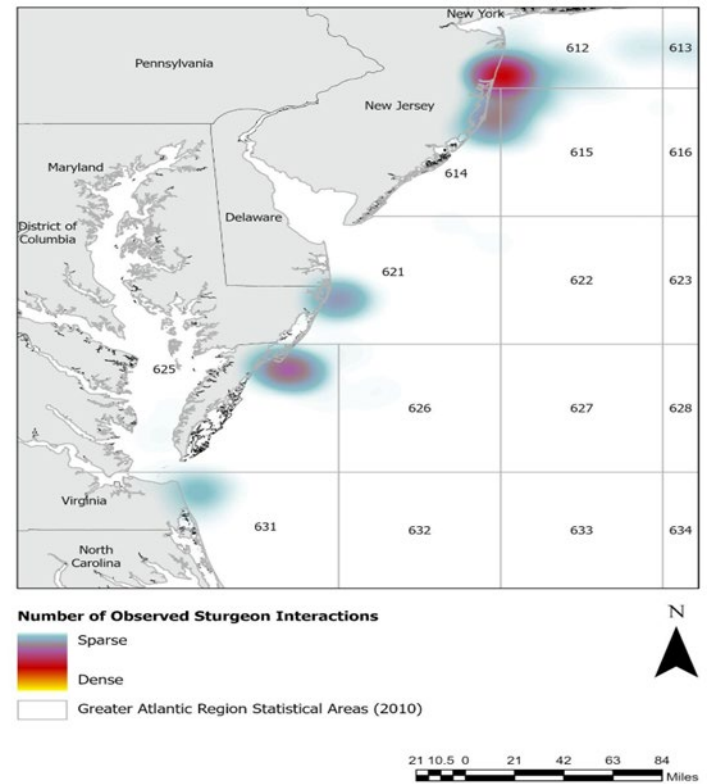 New York
612
613
Pennsylvania
New Jersey
615
616
Maryland
614
Delaware
District of
Columbia
621
622
623
625
626
627
628
Virginia
631
632
633
634
North
Carolina
Number of Observed Sturgeon Interactions
Sparse
Dense
Greater Atlantic Region Statistical Areas (2010)
N
21 10.5 0 21 42 63 84
Miles